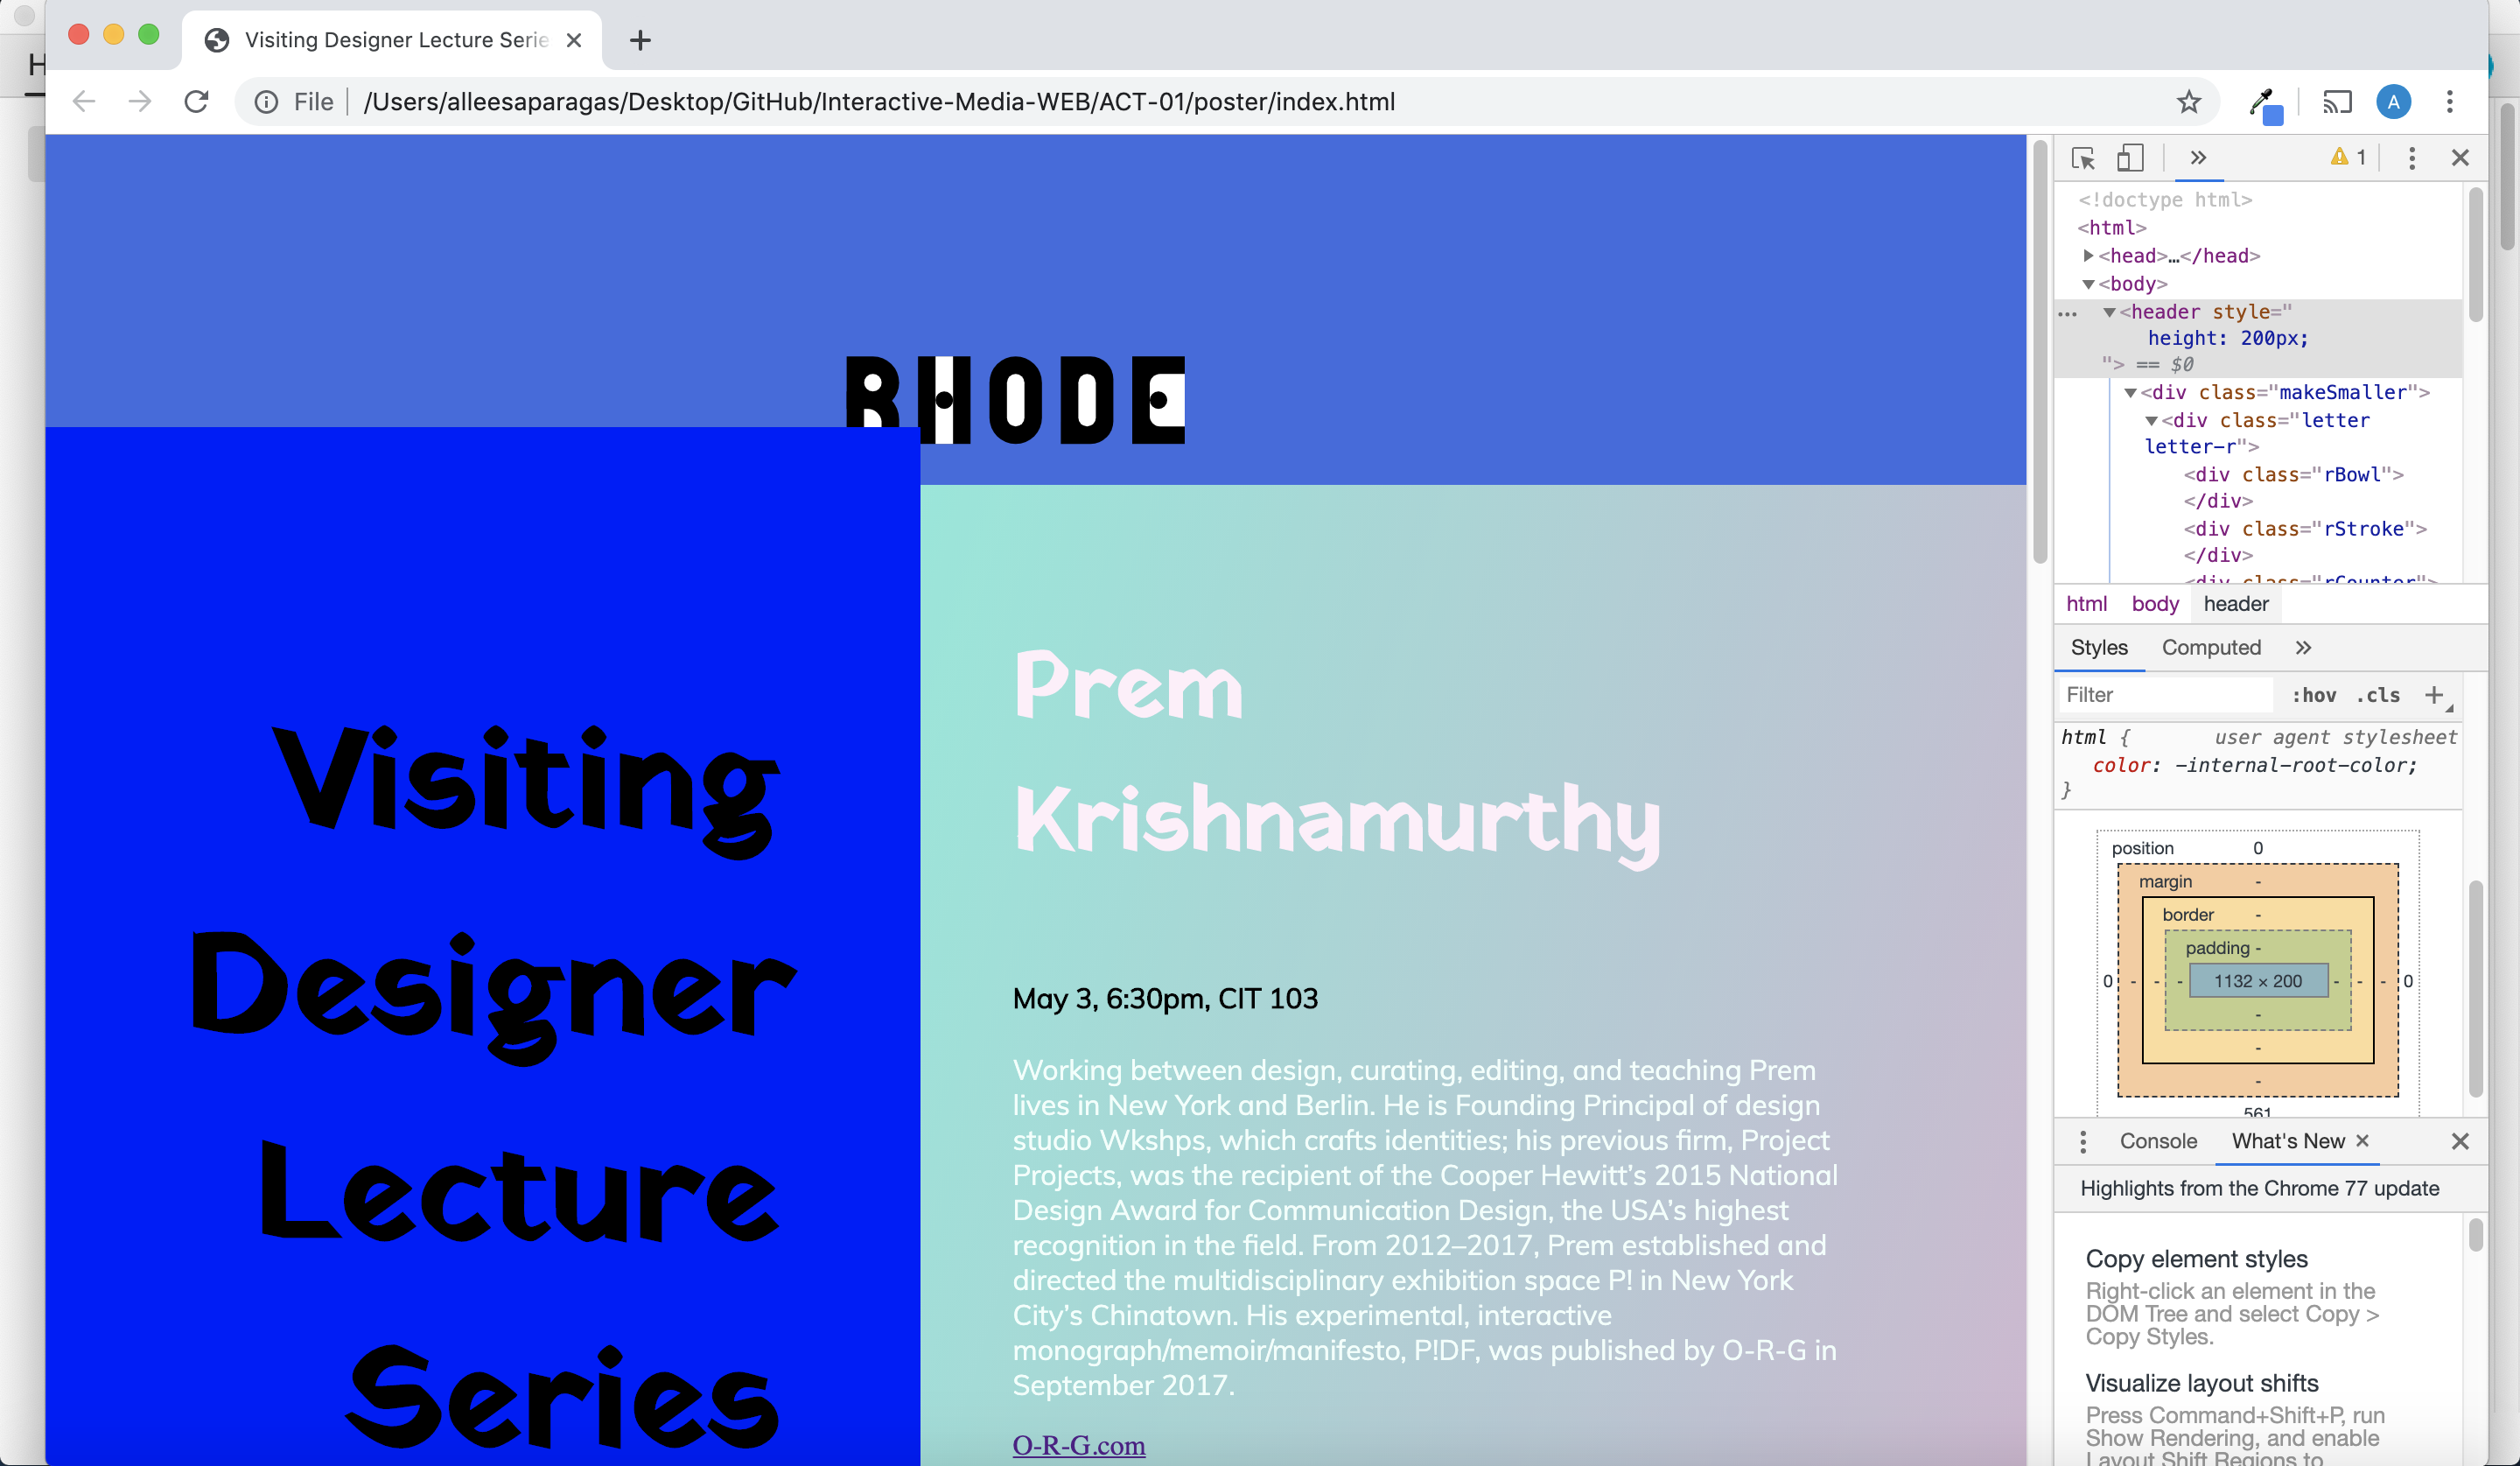 H
Visiting Designer Lecture Serie
File /Users/alleesaparagas/Desktop/GitHub/Interactive-Media-WEB/ACT-01/poster/index.html
A
RHODE
Visiting
Designer
Lecture
Series
Prem
Krishnamurthy
May 3, 6:30pm, CIT 103
Working between design, curating, editing, and teaching Prem
lives in New York and Berlin. He is Founding Principal of design
studio Wkshps, which crafts identities; his previous firm, Project
Projects, was the recipient of the Cooper Hewitt’s 2015 National
Design Award for Communication Design, the USA’s highest
recognition in the field. From 2012–2017, Prem established and
directed the multidisciplinary exhibition space P! in New York
City’s Chinatown. His experimental, interactive
monograph/memoir/manifesto, P!DF, was published by O-R-G in
September 2017.
O-R-G.com
1
<!doctype html>
<html>
<head>…</head>
<body>
<header style="
height: 200px;
"> == $0
<div class="makeSmaller">
<div class="letter
letter-r">
<div class="rBowl">
</div>
<div class="rStroke">
</div>
<div class="rCounter">
html body header
Styles Computed »
Filter :hov .cls +
html { user agent stylesheet
color: -internal-root-color;
}
position 0
margin -
border -
padding -
0 - - - 1132 × 200 - - - 0
-
-
-
561
Console What's New
Highlights from the Chrome 77 update
Copy element styles
Right-click an element in the
DOM Tree and select Copy >
Copy Styles.
Visualize layout shifts
Press Command+Shift+P, run
Show Rendering, and enable
Layout Shift Regions to